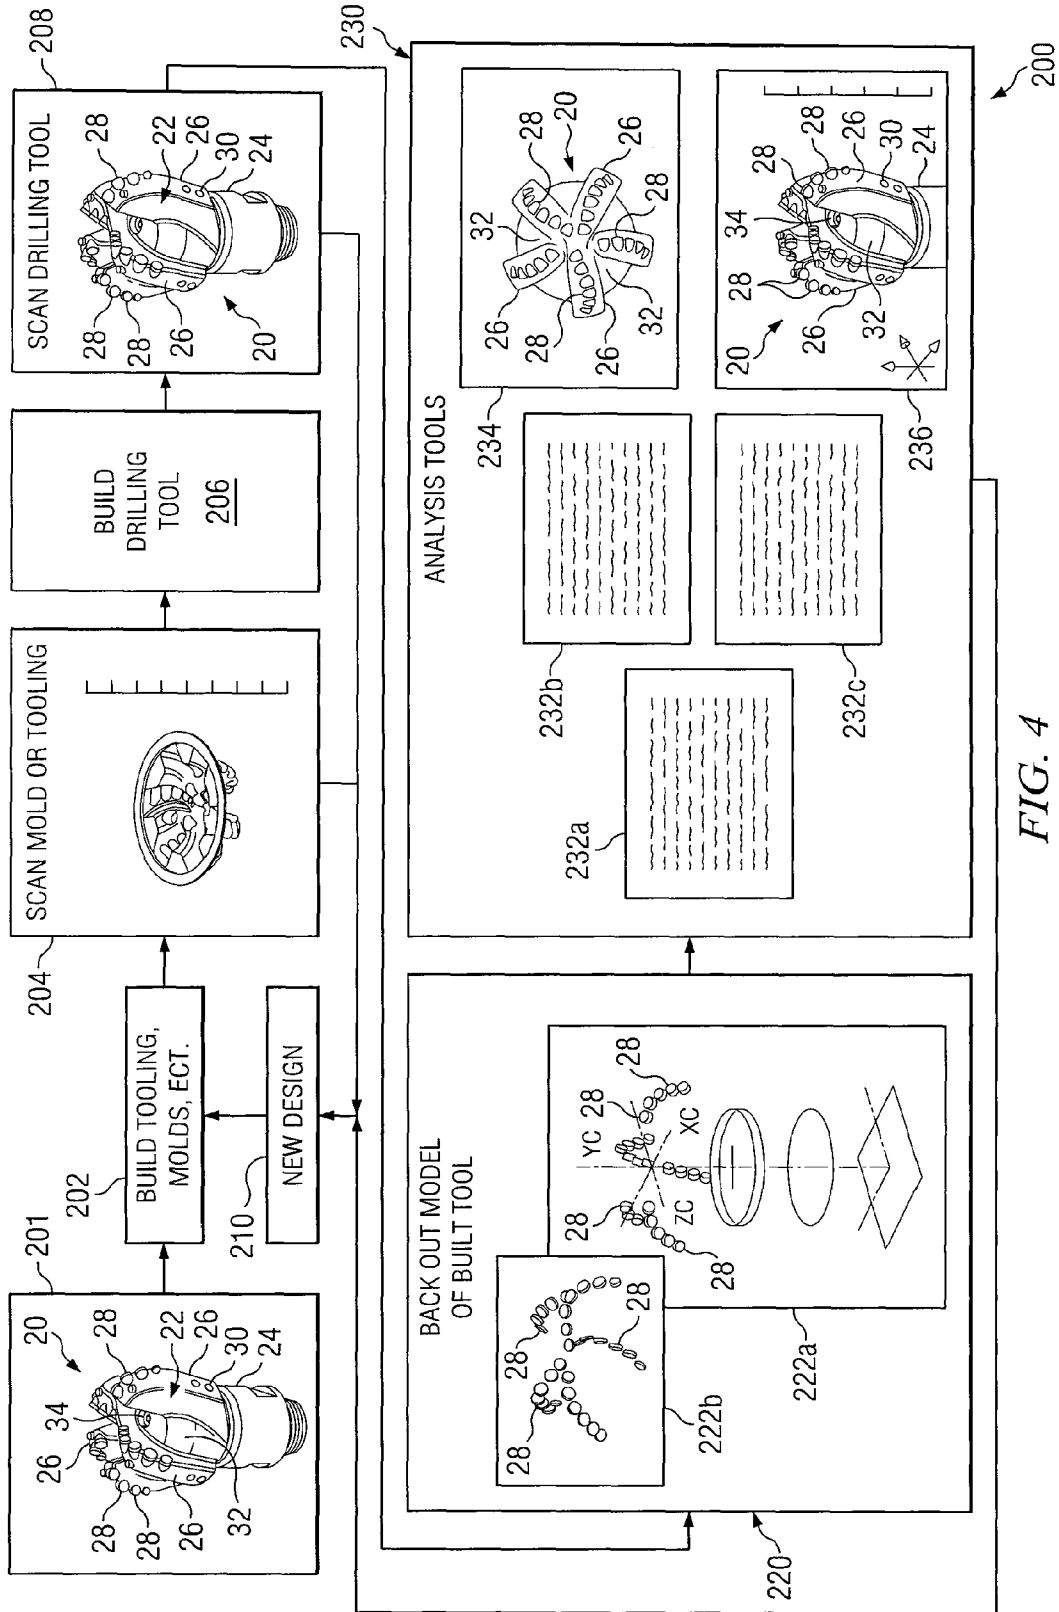 201
20
28
34
26
22
26
30
24
28
28
26
32
202
BUILD TOOLING,
MOLDS, ECT.
210
NEW DESIGN
204
SCAN MOLD OR TOOLING
BUILD
DRILLING
TOOL
206
208
SCAN DRILLING TOOL
28
22
26
30
24
28
28
26
20
220
BACK OUT MODEL
OF BUILT TOOL
28
28
28
222b
YC
XC
ZC
28
28
28
28
222a
230
ANALYSIS TOOLS
232a
232b
232c
234
28
20
26
32
28
26
28
32
26
236
28
28
26
30
24
34
28
20
26
32
200
FIG. 4